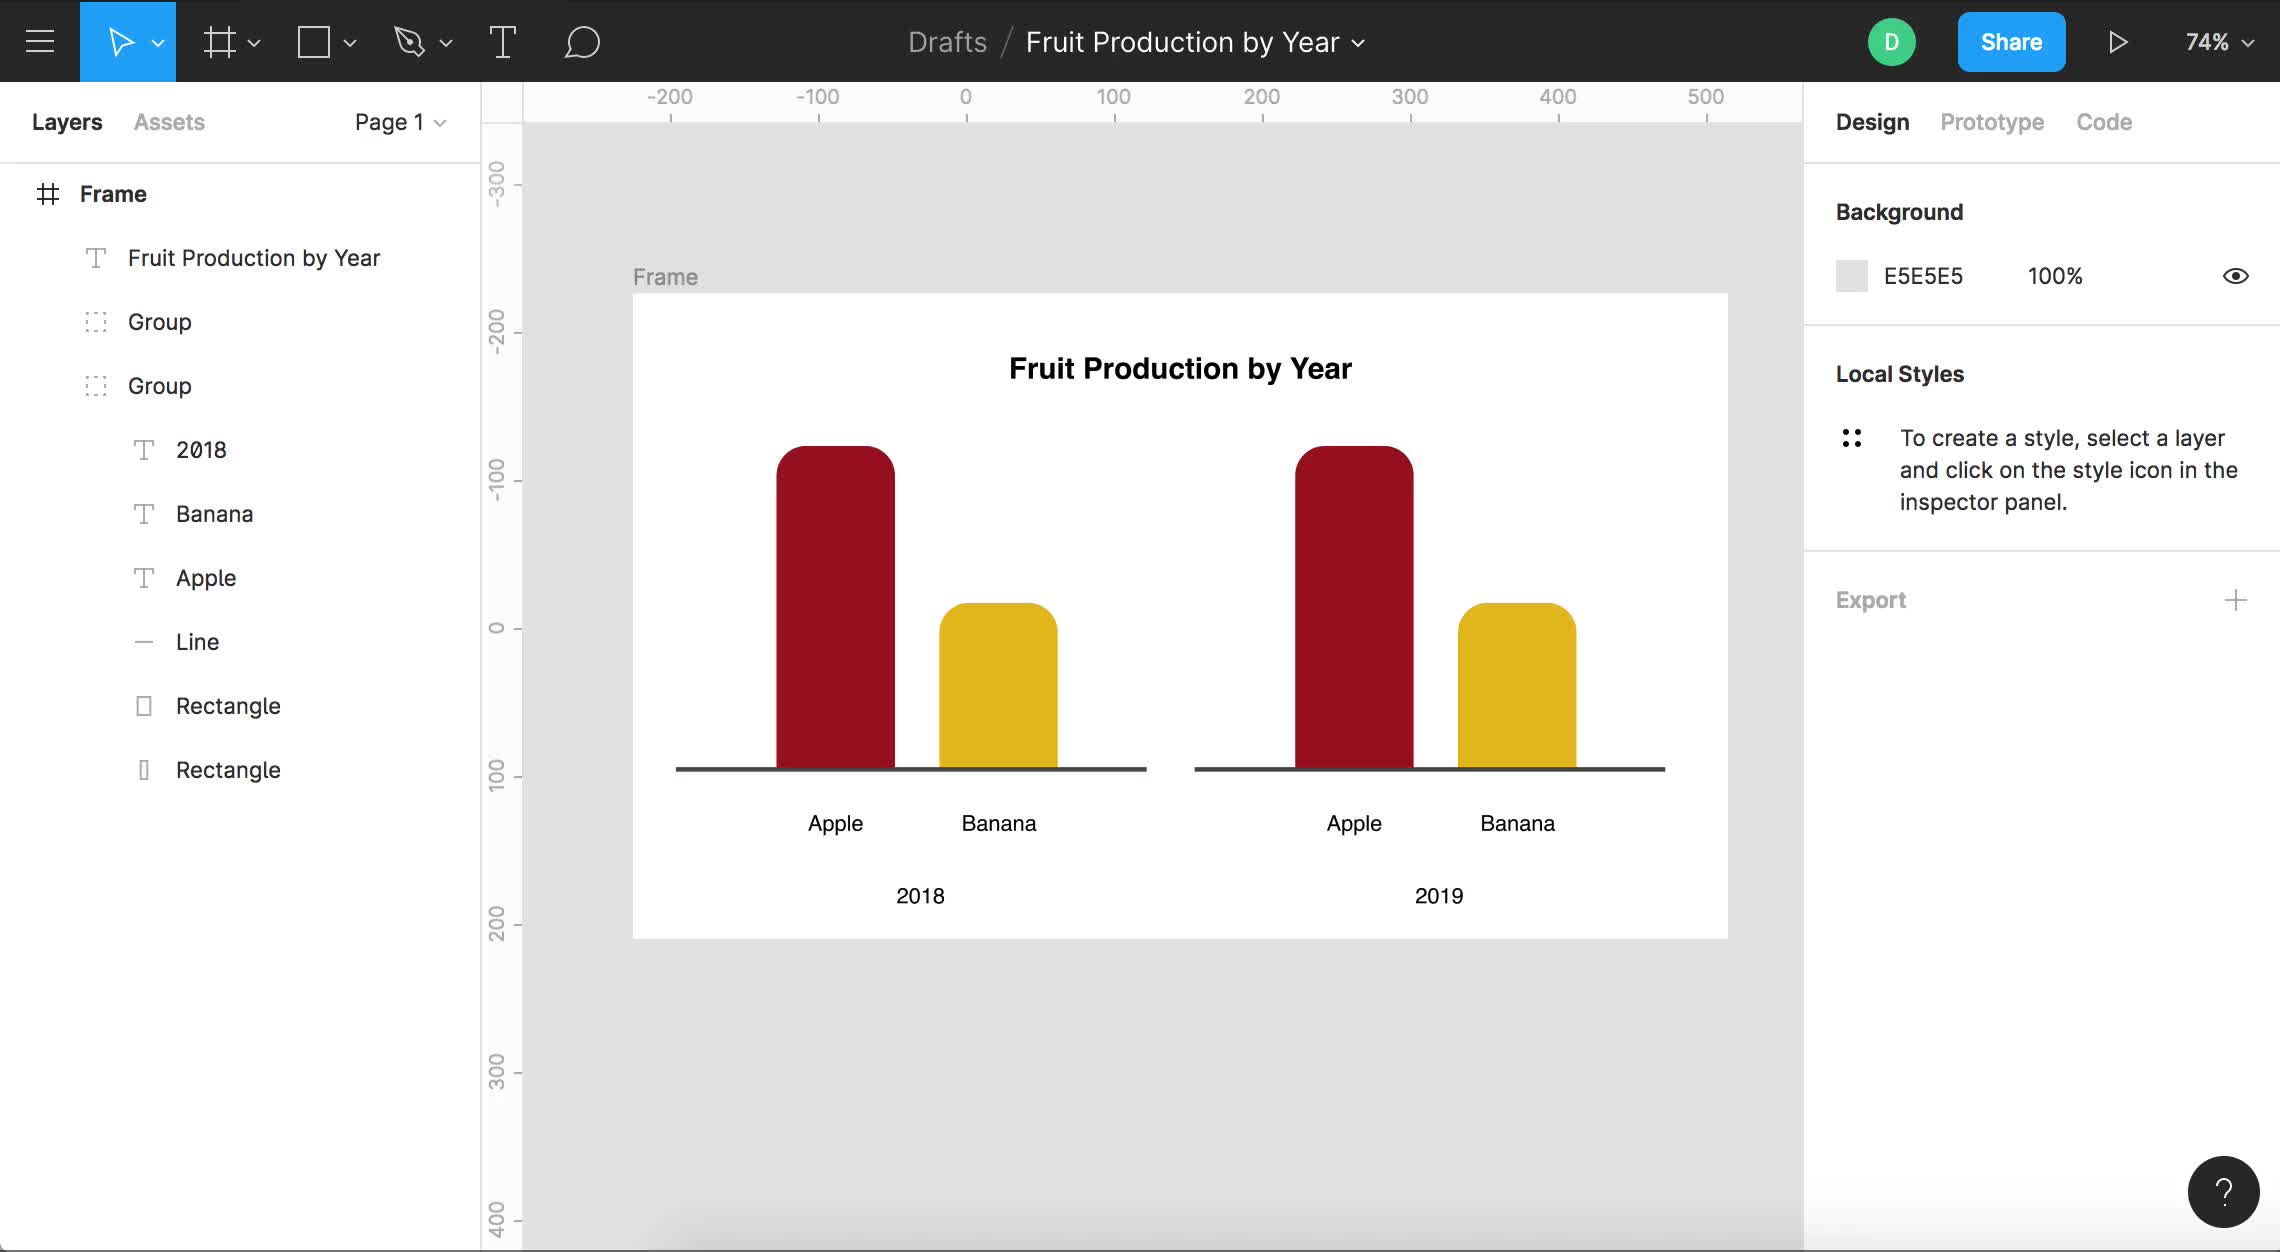 Drafts / Fruit Production by Year
D
Share
74%
Layers
Assets
Page 1
Frame
Fruit Production by Year
Group
Group
2018
Banana
Apple
Line
Rectangle
Rectangle
-200
-100
0
100
200
300
400
500
-300
-200
-100
0
100
200
300
400
Frame
Fruit Production by Year
Apple
Banana
Apple
Banana
2018
2019
Design
Prototype
Code
Background
E5E5E5
100%
Local Styles
To create a style, select a layer
and click on the style icon in the
inspector panel.
Export
?